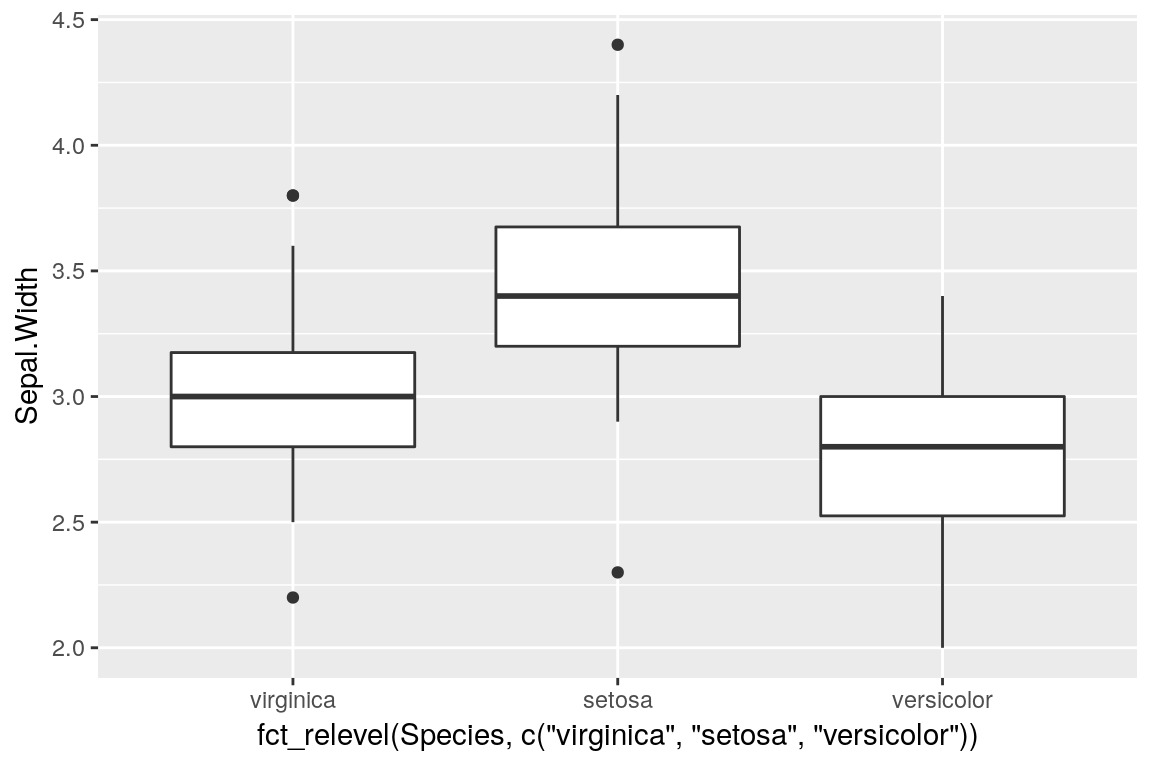 4.5
4.0
3.5
3.0
2.5
2.0
Sepal.Width
virginica setosa versicolor
fct_relevel(Species, c("virginica", "setosa", "versicolor"))